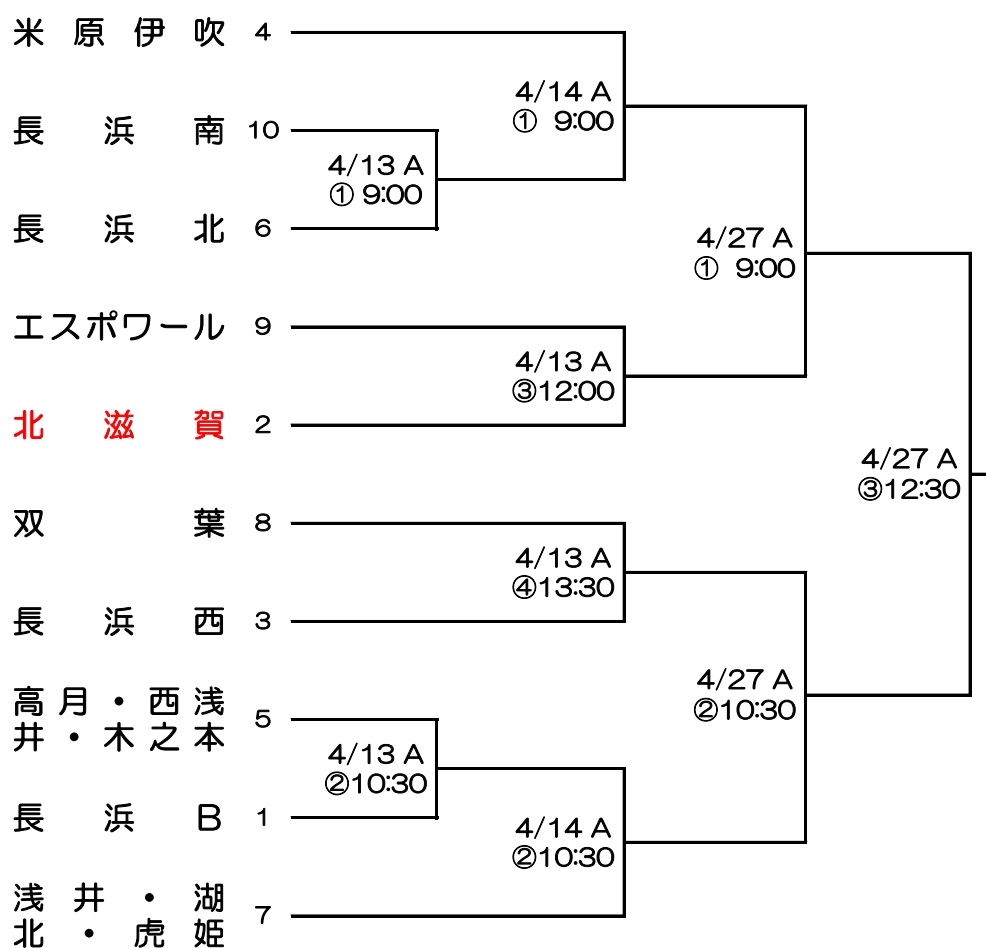 米原伊吹 4
4/14 A
① 9:00
長浜南 10
4/13 A
① 9:00
長浜北 6
4/27 A
① 9:00
エスポワール 9
4/13 A
③12:00
北滋賀 2
4/27 A
③12:30
双葉 8
4/13 A
④13:30
長浜西 3
4/27 A
②10:30
高月・西浅
井・木之本
5
4/13 A
②10:30
長浜B 1
4/14 A
②10:30
浅井・湖
北・虎姫
7